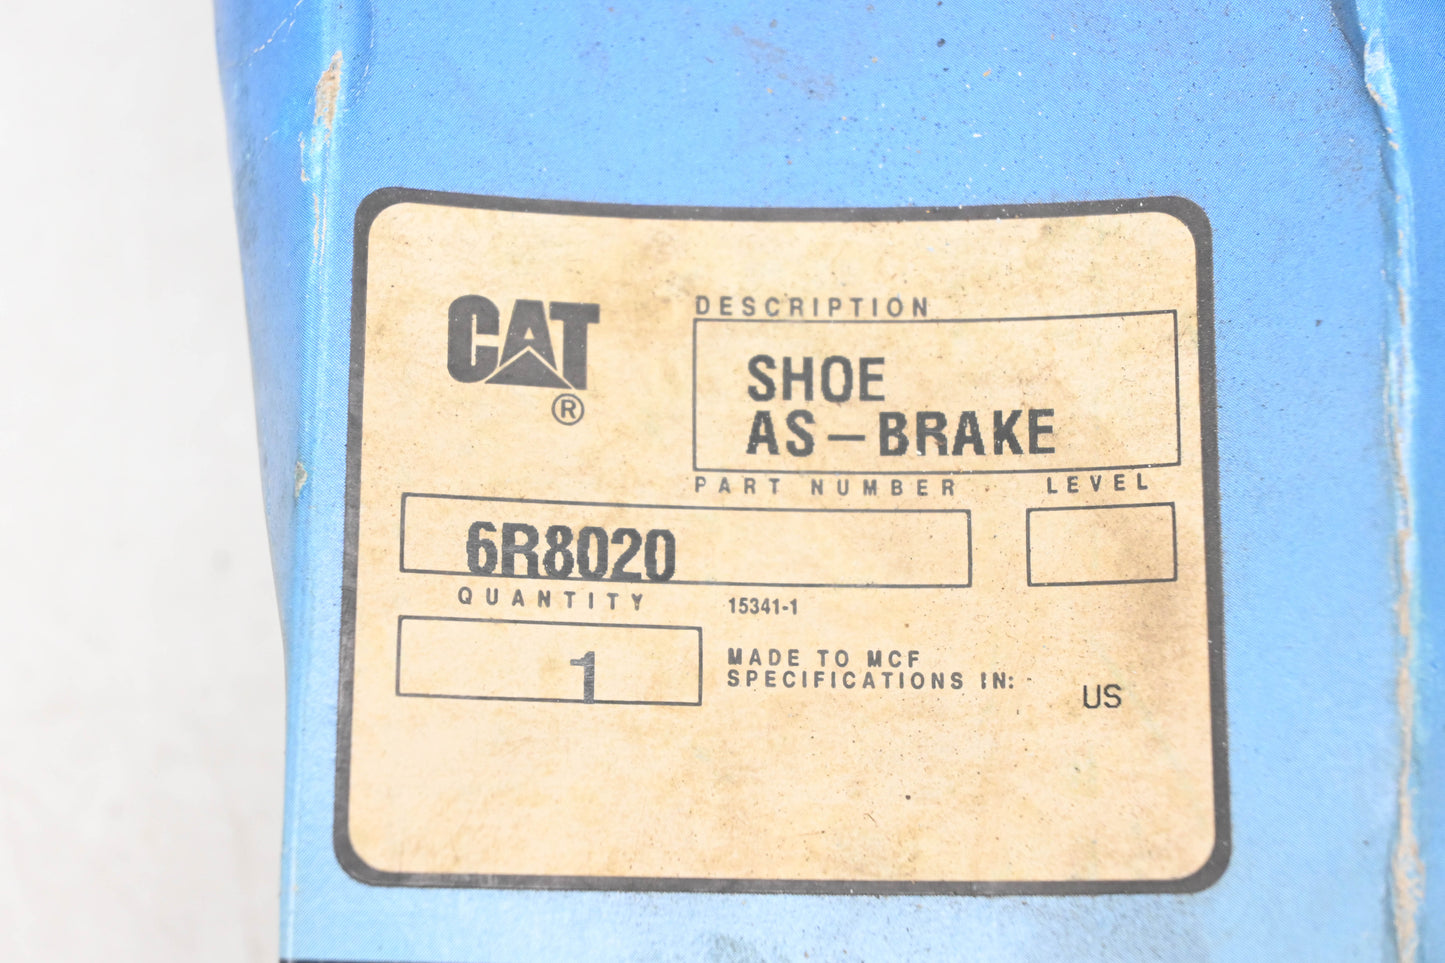 CAT
®
DESCRIPTION
SHOE
AS-BRAKE
PART NUMBER LEVEL
6R8020
QUANTITY 15341-1
1
MADE TO MCF
SPECIFICATIONS IN: US